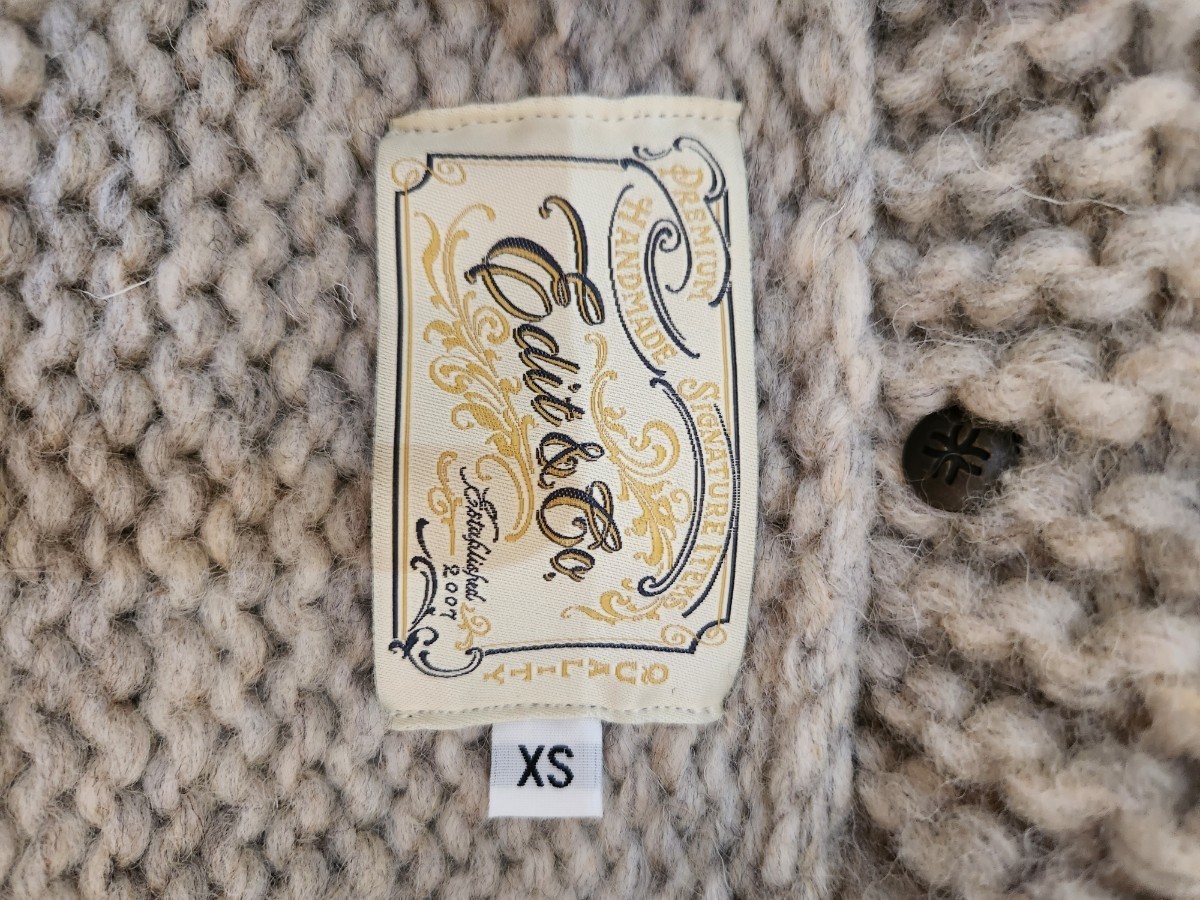 PREMIUM
HANDMADE
SIGNATURE ITEMS
Edit & Co.
Established
2007
QUALITY
XS